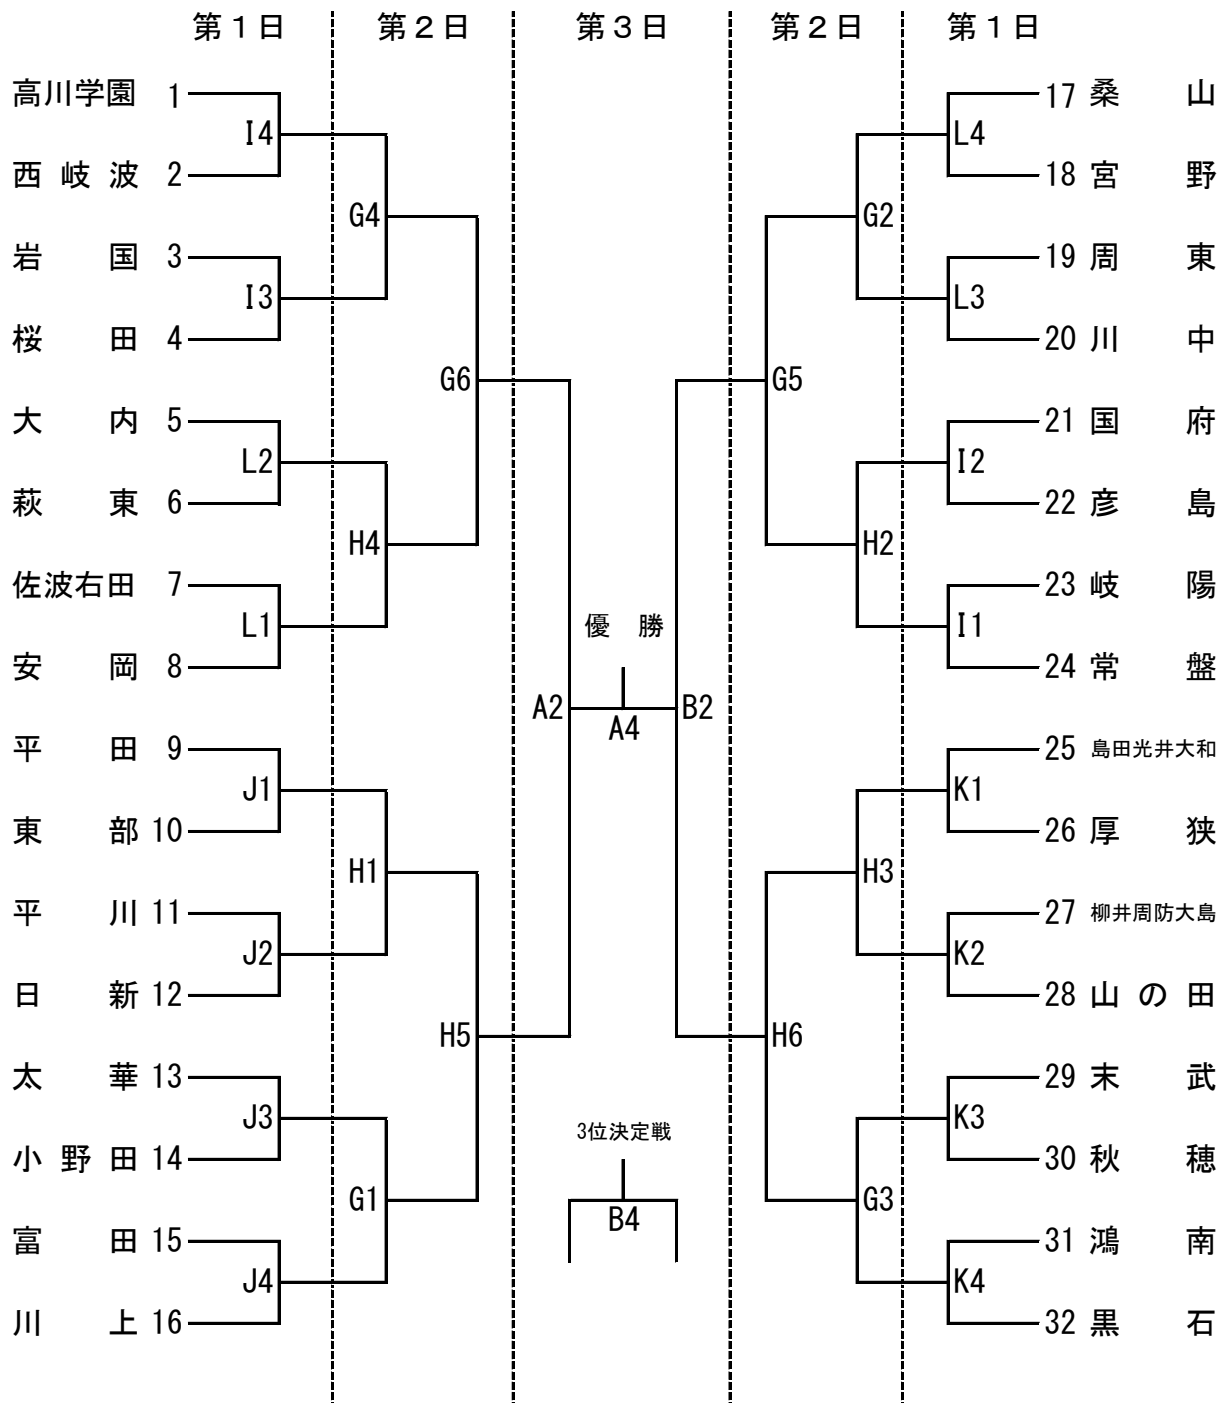 第１日 第２日 第３日 第２日 第１日
高川学園 1 17 桑山
I4 L4
西岐波 2 18 宮野
G4 G2
岩国 3 19 周東
I3 L3
桜田 4 20 川中
G6 G5
大内 5 21 国府
L2 I2
萩東 6 22 彦島
H4 H2
佐波右田 7 23 岐陽
L1 優勝 I1
安岡 8 24 常盤
A2 A4 B2
平田 9 25 島田光井大和
J1 K1
東部 10 26 厚狭
H1 H3
平川 11 27 柳井周防大島
J2 K2
日新 12 28 山の田
H5 H6
太華 13 29 末武
J3 3位決定戦 K3
小野田 14 30 秋穂
G1 B4 G3
富田 15 31 鴻南
J4 K4
川上 16 32 黒石